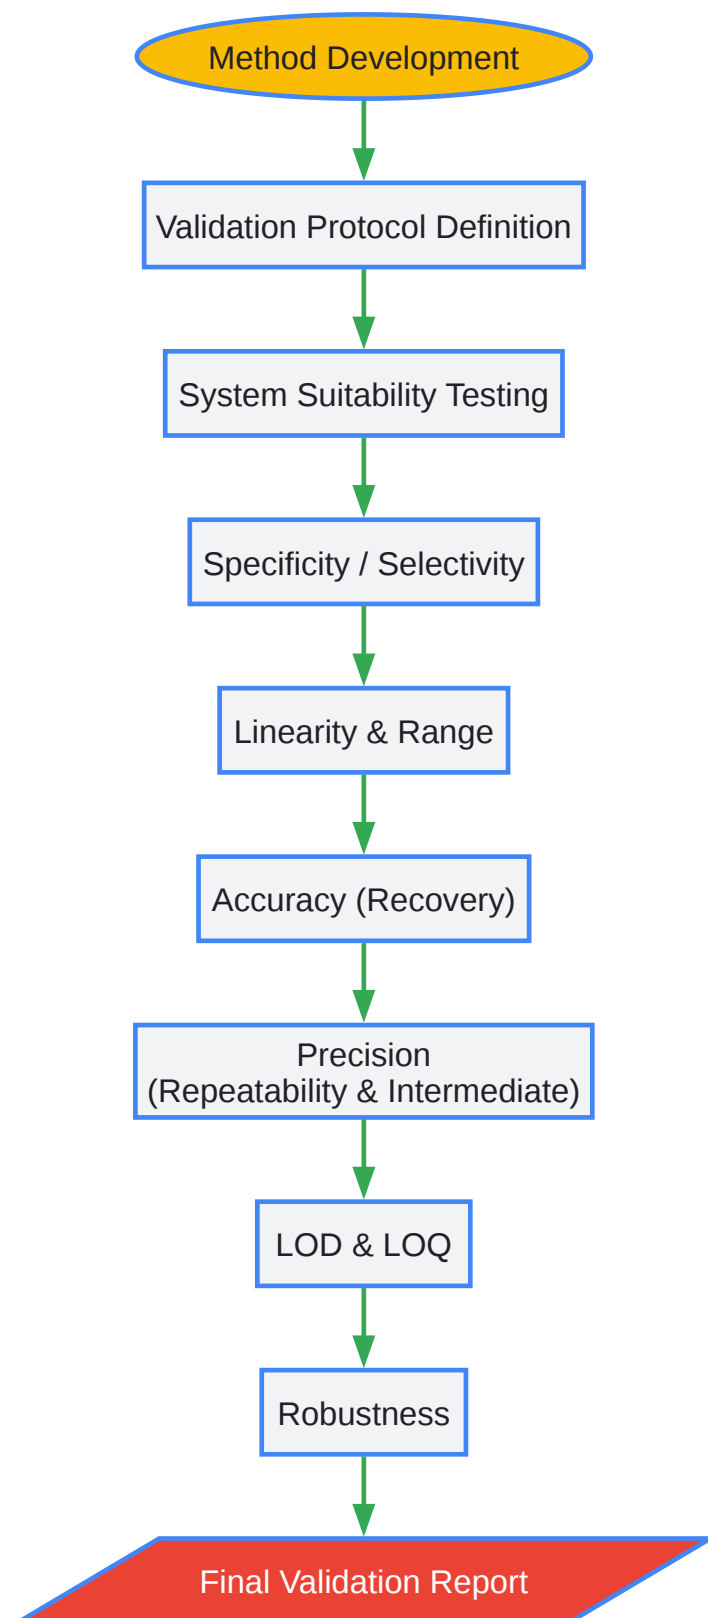 Method Development
Validation Protocol Definition
System Suitability Testing
Specificity / Selectivity
Linearity & Range
Accuracy (Recovery)
Precision
(Repeatability & Intermediate)
LOD & LOQ
Robustness
Final Validation Report